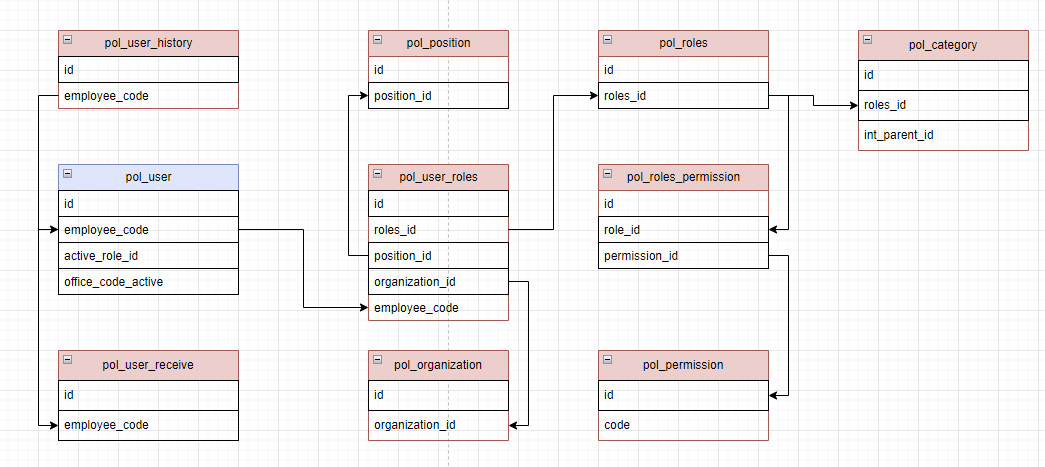 pol_user_history
id
employee_code
pol_position
id
position_id
pol_roles
id
roles_id
pol_category
id
roles_id
int_parent_id
pol_user
id
employee_code
active_role_id
office_code_active
pol_user_roles
id
roles_id
position_id
organization_id
employee_code
pol_roles_permission
id
role_id
permission_id
pol_user_receive
id
employee_code
pol_organization
id
organization_id
pol_permission
id
code